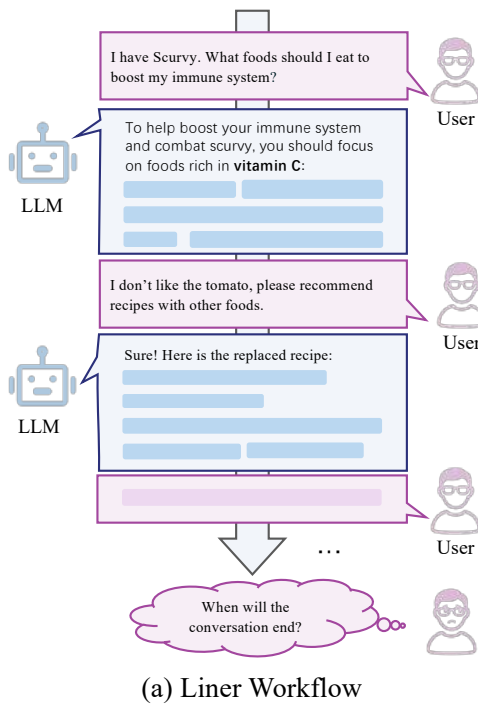 I have Scurvy. What foods should I eat to
boost my immune system?
User
To help boost your immune system
and combat scurvy, you should focus
on foods rich in vitamin C:
LLM
I don't like the tomato, please recommend
recipes with other foods.
User
Sure! Here is the replaced recipe:
LLM
User
...
When will the
conversation end?
(a) Liner Workflow